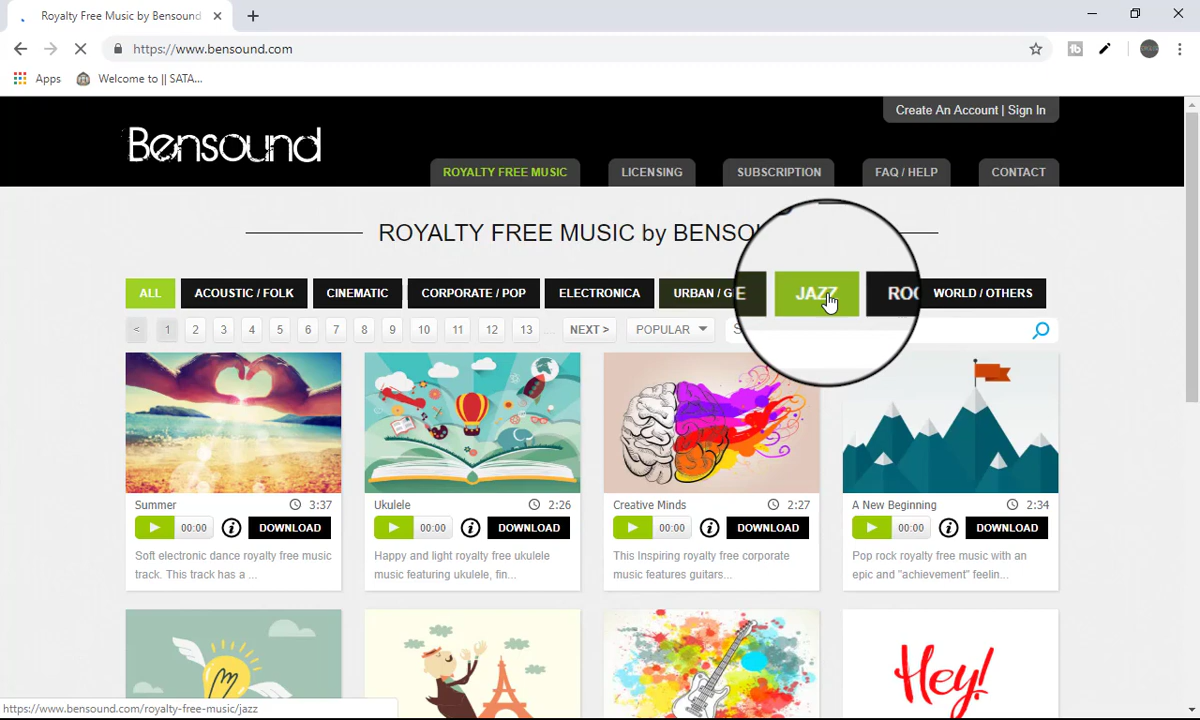 Royalty Free Music by Bensound
https://www.bensound.com
Apps Welcome to || SATA...
Create An Account | Sign In
Bensound
ROYALTY FREE MUSIC LICENSING SUBSCRIPTION FAQ / HELP CONTACT
ROYALTY FREE MUSIC by
ALL ACOUSTIC / FOLK CINEMATIC CORPORATE / POP ELECTRONICA URBAN / JAZZ WORLD / OTHERS
< 1 2 3 4 5 6 7 8 9 10 11 12 13 .... NEXT > POPULAR
Summer 3:37 Ukulele 2:26 Creative Minds 2:27 A New Beginning 2:34
00:00 DOWNLOAD 00:00 DOWNLOAD 00:00 DOWNLOAD 00:00 DOWNLOAD
Soft electronic dance royalty free music Happy and light royalty free ukulele This Inspiring royalty free corporate Pop rock royalty free music with an
track. This track has a ... music featuring ukulele, fin... music features guitars... epic and "achievement" feelin...
Hey!
https://www.bensound.com/royalty-free-music/jazz